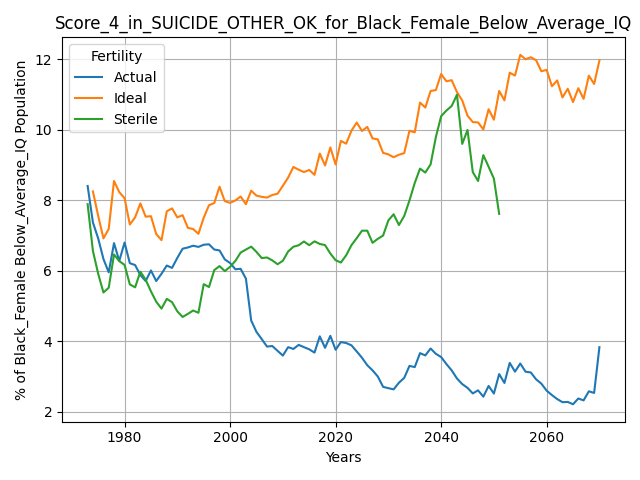 Score_4_in_SUICIDE_OTHER_OK_for_Black_Female_Below_Average_IQ
Fertility
Actual
Ideal
Sterile
% of Black_Female Below_Average_IQ Population
12
10
8
6
4
2
1980 2000 2020 2040 2060
Years